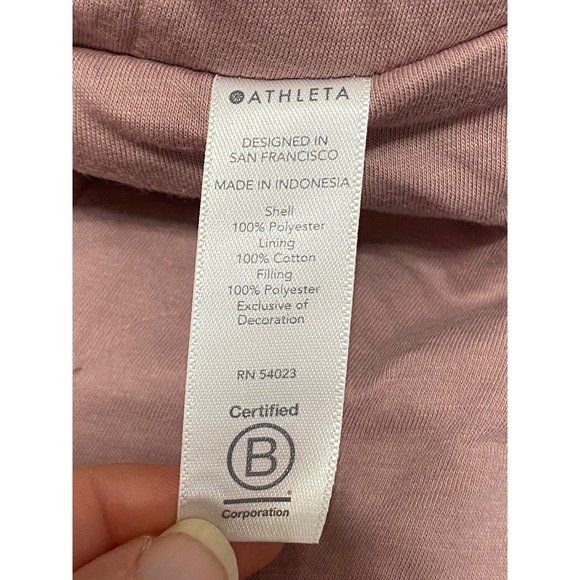 ATHLETA
DESIGNED IN
SAN FRANCISCO
MADE IN INDONESIA
Shell
100% Polyester
Lining
100% Cotton
Filling
100% Polyester
Exclusive of
Decoration
RN 54023
Certified
B
®
Corporation